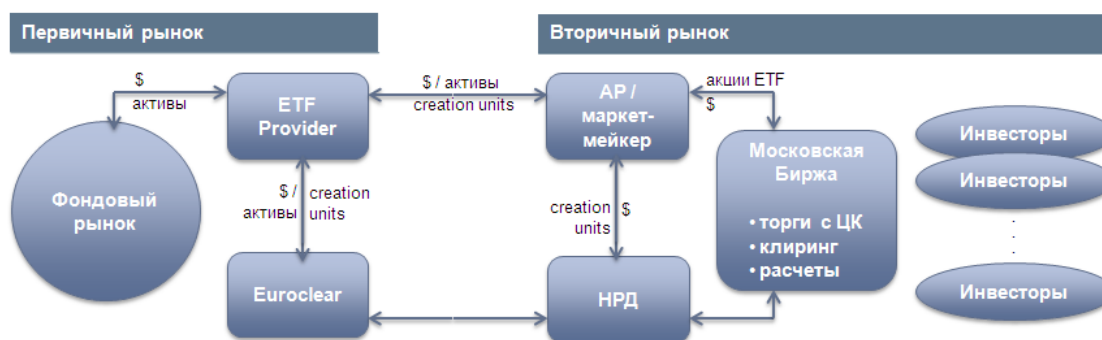 Первичный рынок
Вторичный рынок
$
активы
ETF
Provider
$ / активы
creation units
AP /
маркет-
мейкер
акции ETF
$
Фондовый
рынок
$ /
активы
creation
units
creation
units
$
Московская
Биржа
• торги с ЦК
• клиринг
• расчеты
Инвесторы
Инвесторы
.
.
.
Инвесторы
Euroclear
НРД